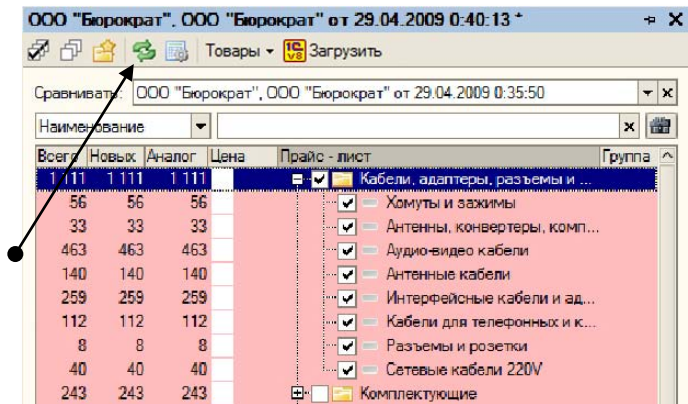 ООО "Бюрократ", ООО "Бюрократ" от 29.04.2009 0:40:13 *
Товары 1С V8 Загрузить
Сравнивать: ООО "Бюрократ", ООО "Бюрократ" от 29.04.2009 0:35:50
Наименование
Всего Новых Аналог Цена Прайс - лист Группа
1 111 1 111 1 111 Кабели, адаптеры, разъемы и ...
56 56 56 Хомуты и зажимы
33 33 33 Антенны, конвертеры, комп...
463 463 463 Аудио-видео кабели
140 140 140 Антенные кабели
259 259 259 Интерфейсные кабели и ад...
112 112 112 Кабели для телефонных и к...
8 8 8 Разъемы и розетки
40 40 40 Сетевые кабели 220V
243 243 243 Комплектующие